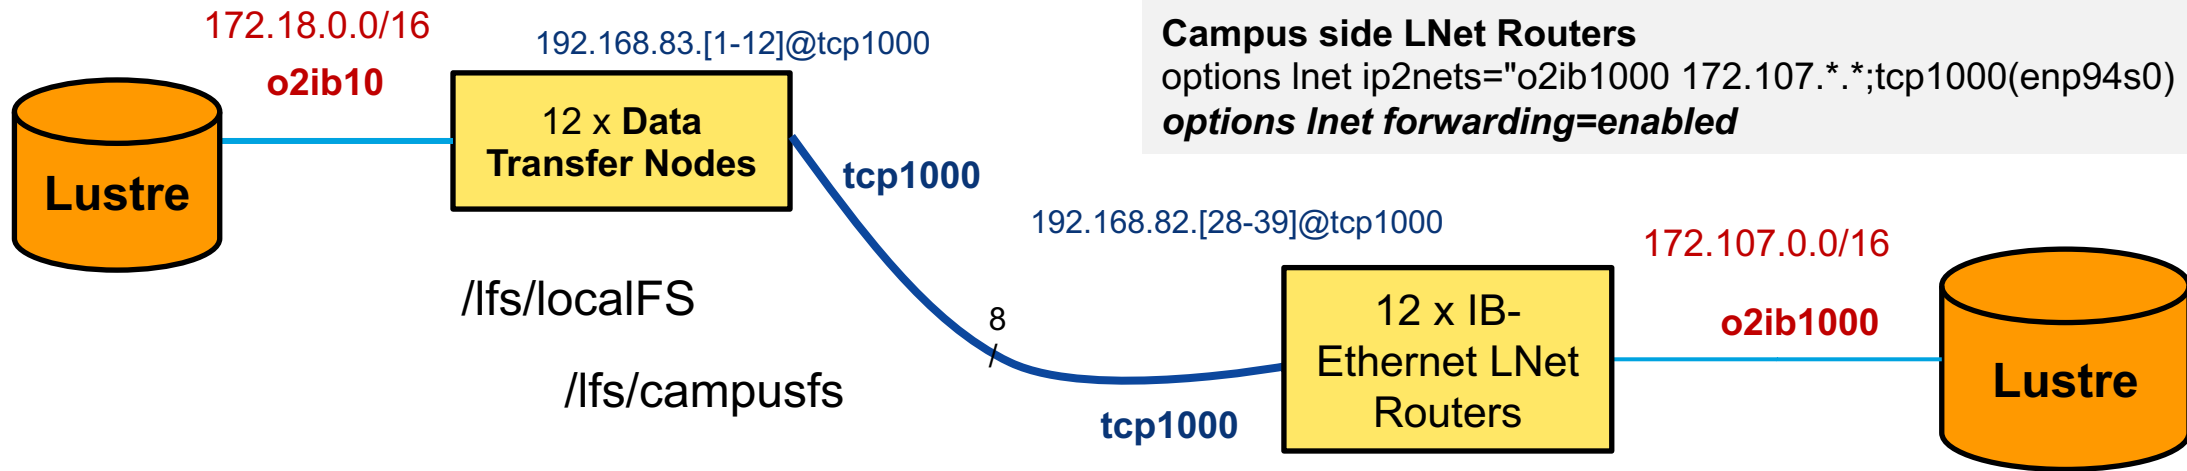 172.18.0.0/16
o2ib10
192.168.83.[1-12]@tcp1000
Campus side LNet Routers
options lnet ip2nets="o2ib1000 172.107.*.*;tcp1000(enp94s0)
options lnet forwarding=enabled
Lustre
12 x Data
Transfer Nodes
tcp1000
192.168.82.[28-39]@tcp1000
172.107.0.0/16
/lfs/localFS
8
/
/lfs/campusfs
tcp1000
12 x IB-
Ethernet LNet
Routers
o2ib1000
Lustre